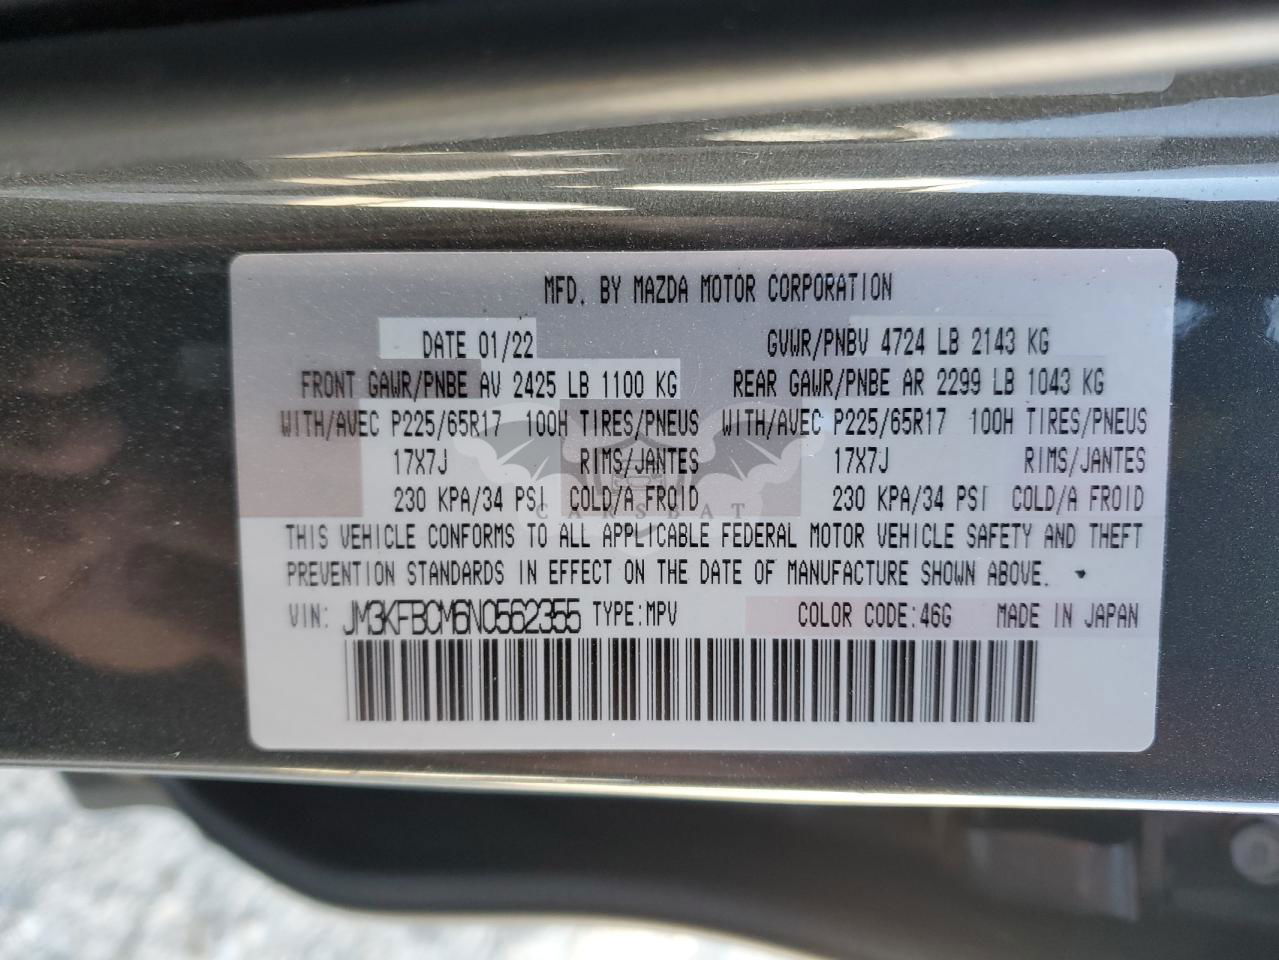 MFD. BY MAZDA MOTOR CORPORATION
DATE 01/22 GVWR/PNBV 4724 LB 2143 KG
FRONT GAWR/PNBE AV 2425 LB 1100 KG REAR GAWR/PNBE AR 2299 LB 1043 KG
WITH/AVEC P225/65R17 100H TIRES/PNEUS WITH/AVEC P225/65R17 100H TIRES/PNEUS
17X7J RIMS/JANTES 17X7J RIMS/JANTES
230 KPA/34 PSI COLD/A FROID 230 KPA/34 PSI COLD/A FROID
CARSBAT
THIS VEHICLE CONFORMS TO ALL APPLICABLE FEDERAL MOTOR VEHICLE SAFETY AND THEFT
PREVENTION STANDARDS IN EFFECT ON THE DATE OF MANUFACTURE SHOWN ABOVE.
VIN: JM3KFBCM6N0562355 TYPE:MPV COLOR CODE:46G MADE IN JAPAN